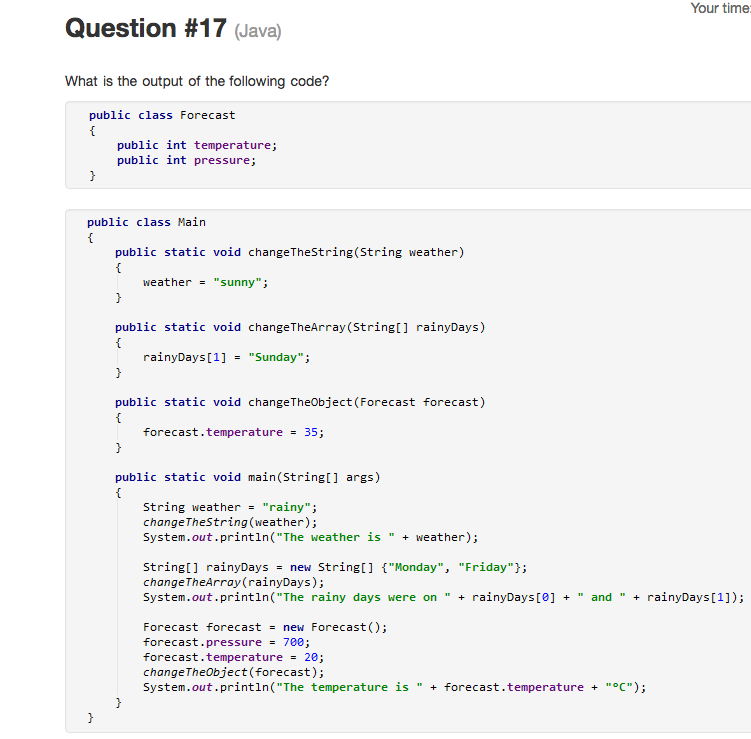 Your time:
Question #17 (Java)
What is the output of the following code?
public class Forecast
{
public int temperature;
public int pressure;
}
public class Main
{
public static void changeTheString(String weather)
{
weather = "sunny";
}
public static void changeTheArray(String[] rainyDays)
{
rainyDays[1] = "Sunday";
}
public static void changeTheObject(Forecast forecast)
{
forecast.temperature = 35;
}
public static void main(String[] args)
{
String weather = "rainy";
changeTheString(weather);
System.out.println("The weather is " + weather);
String[] rainyDays = new String[] {"Monday", "Friday"};
changeTheArray(rainyDays);
System.out.println("The rainy days were on " + rainyDays[0] + " and " + rainyDays[1]);
Forecast forecast = new Forecast();
forecast.pressure = 700;
forecast.temperature = 20;
changeTheObject(forecast);
System.out.println("The temperature is " + forecast.temperature + "°C");
}
}